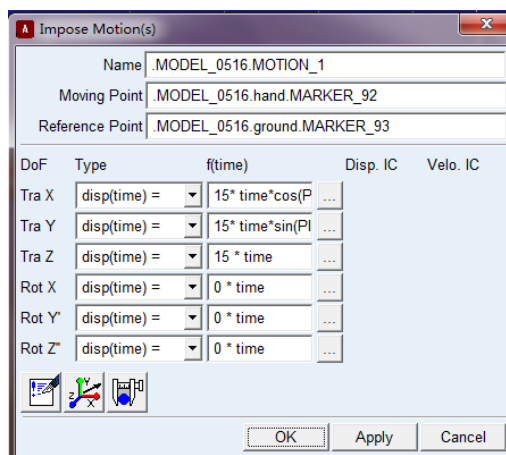 A Impose Motion(s)
Name .MODEL_0516.MOTION_1
Moving Point .MODEL_0516.hand.MARKER_92
Reference Point .MODEL_0516.ground.MARKER_93
DoF Type f(time) Disp. IC Velo. IC
Tra X disp(time) = 15* time*cos(P ...
Tra Y disp(time) = 15* time*sin(PI ...
Tra Z disp(time) = 15 * time ...
Rot X disp(time) = 0 * time ...
Rot Y' disp(time) = 0 * time ...
Rot Z" disp(time) = 0 * time ...
Z Y X
OK Apply Cancel